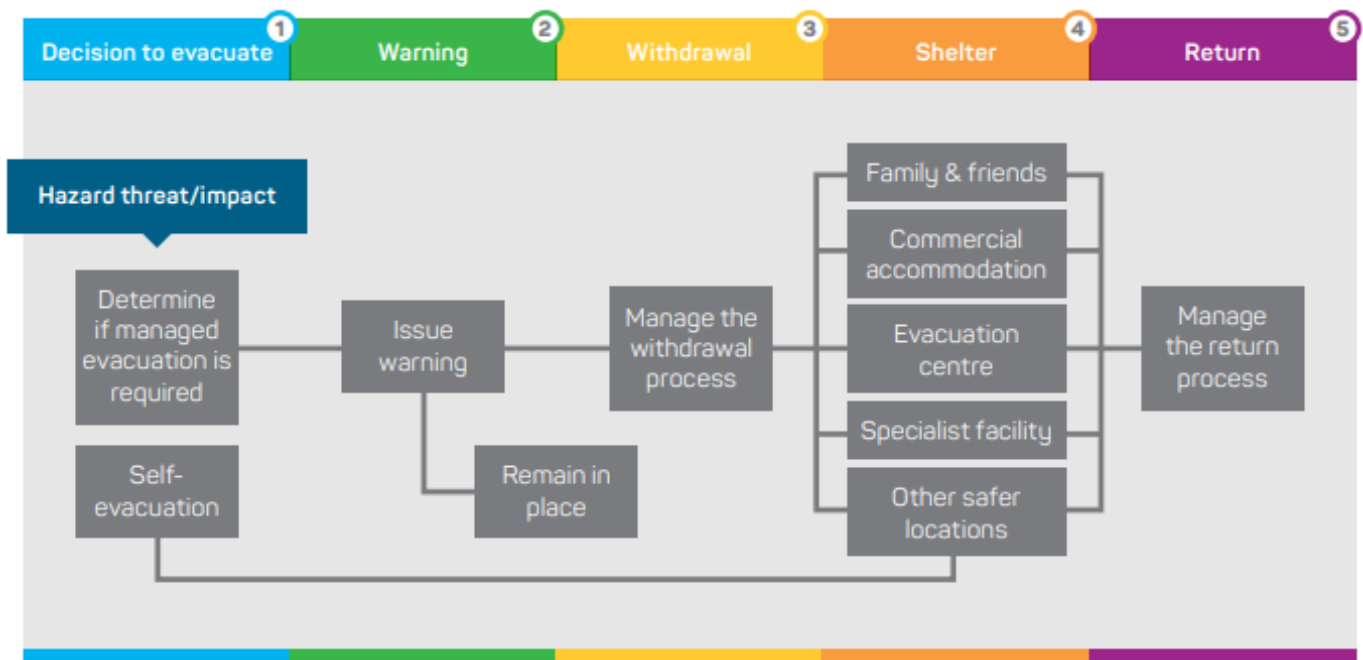 1
2
3
4
5
Decision to evacuate
Warning
Withdrawal
Shelter
Return
Hazard threat/impact
Determine
if managed
evacuation is
required
Self-
evacuation
Issue
warning
Remain in
place
Manage the
withdrawal
process
Family & friends
Commercial
accommodation
Evacuation
centre
Specialist facility
Other safer
locations
Manage
the return
process